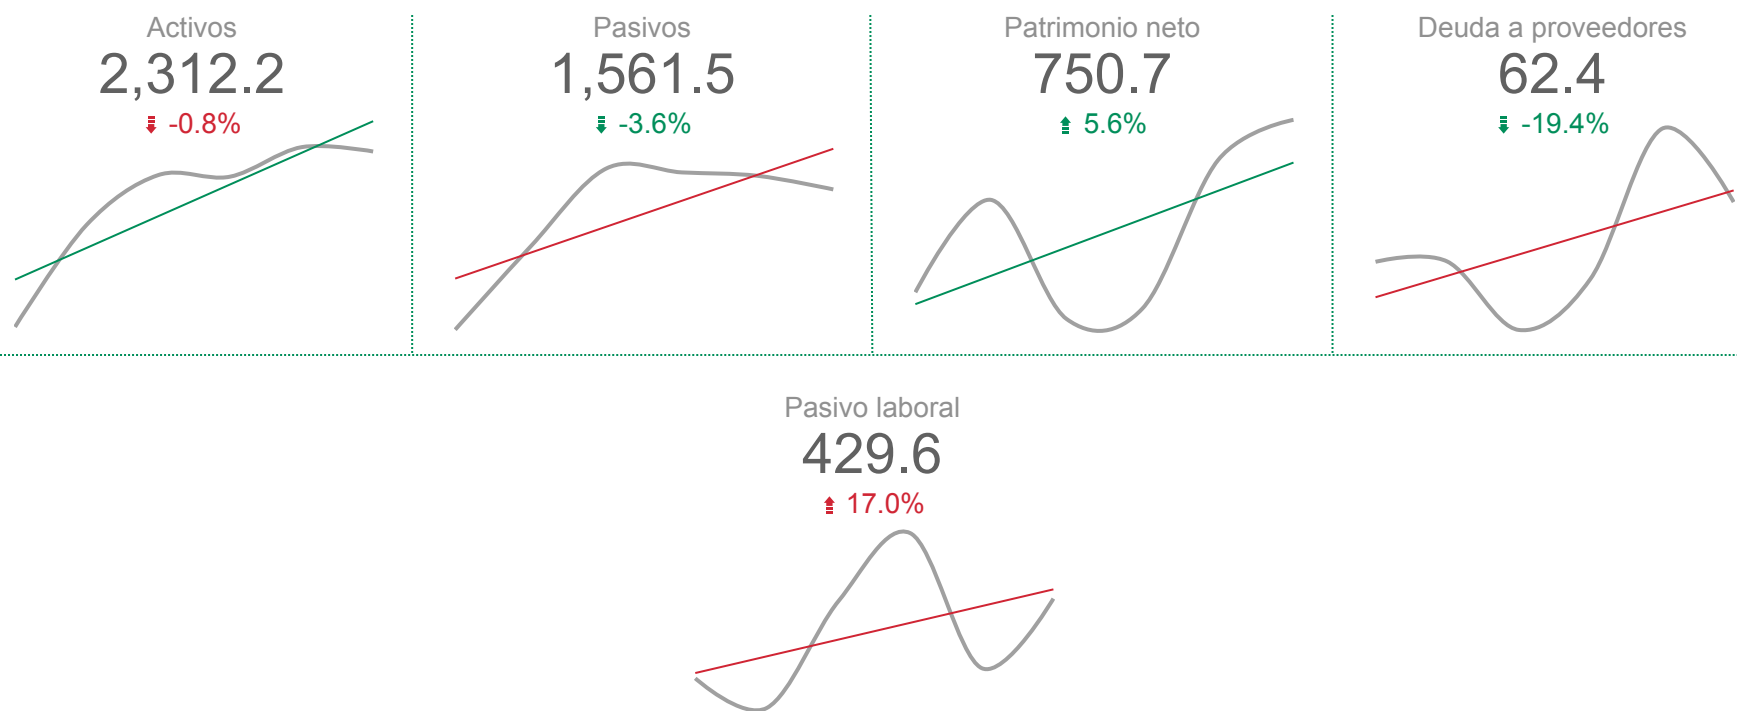 Activos
2,312.2
-0.8%
Pasivos
1,561.5
-3.6%
Patrimonio neto
750.7
5.6%
Deuda a proveedores
62.4
-19.4%
Pasivo laboral
429.6
17.0%